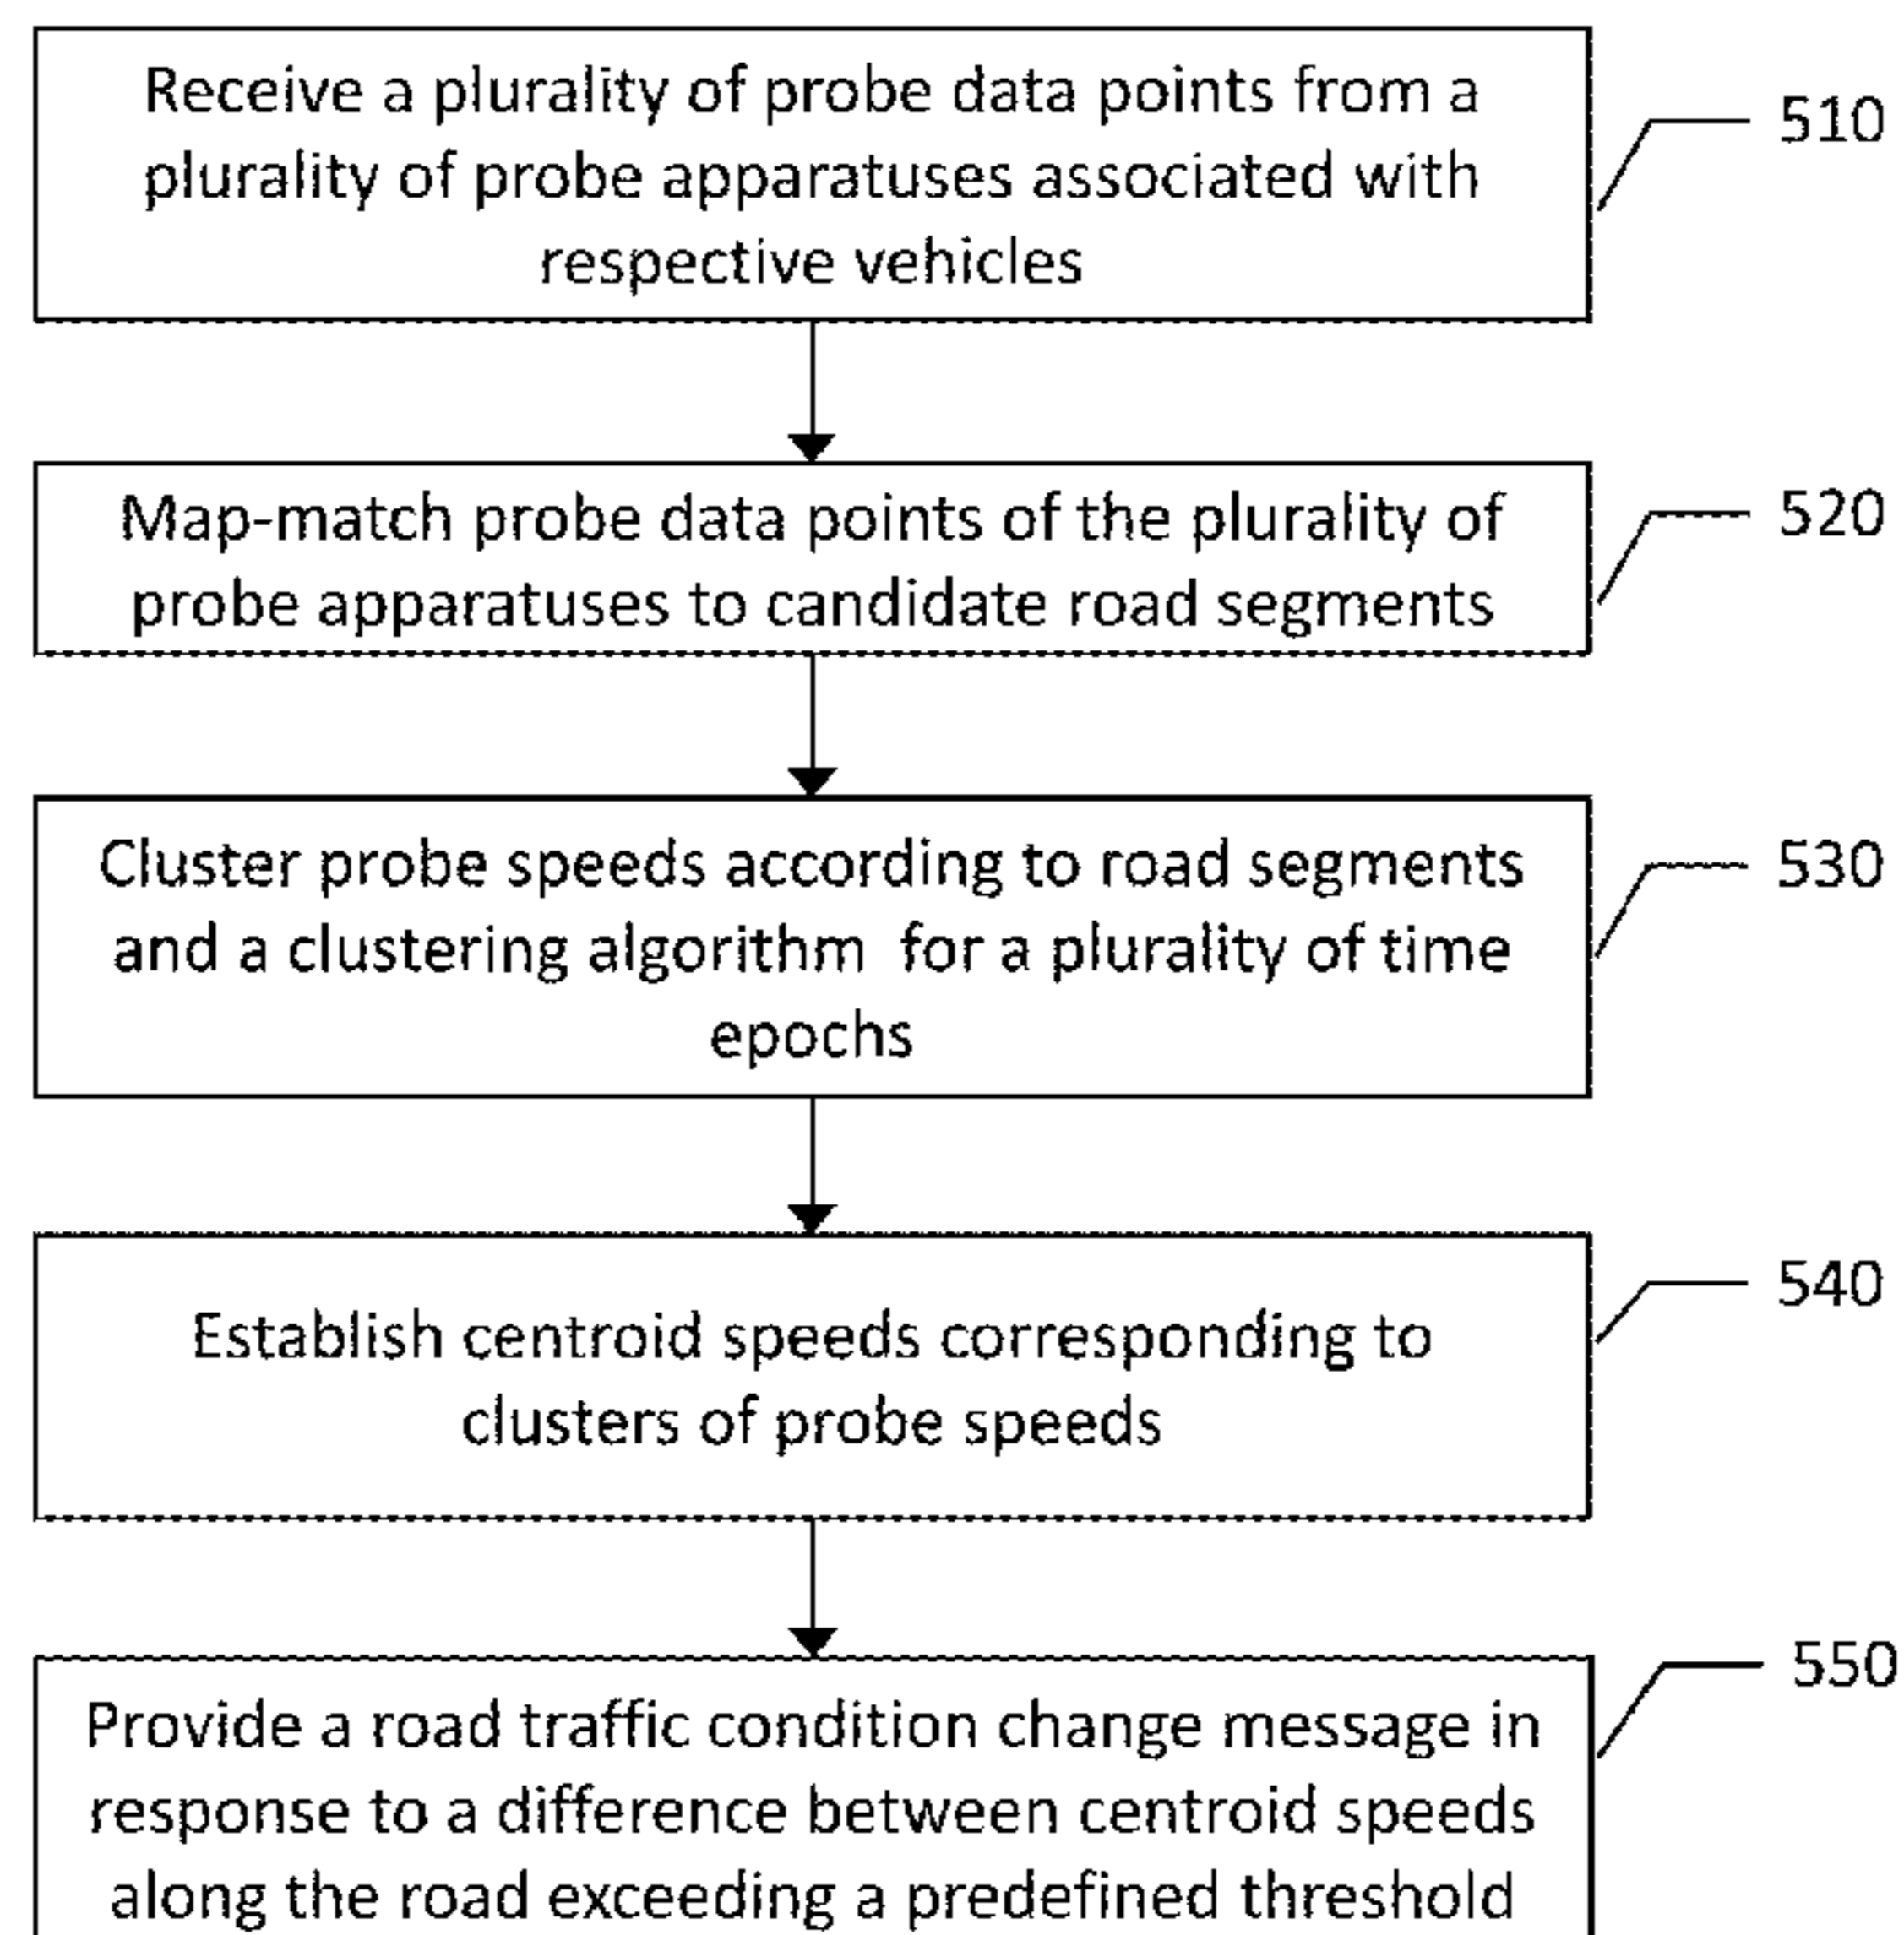 Receive a plurality of probe data points from a
plurality of probe apparatuses associated with
respective vehicles
510
Map-match probe data points of the plurality of
probe apparatuses to candidate road segments
520
Cluster probe speeds according to road segments
and a clustering algorithm for a plurality of time
epochs
530
Establish centroid speeds corresponding to
clusters of probe speeds
540
Provide a road traffic condition change message in
response to a difference between centroid speeds
along the road exceeding a predefined threshold
550